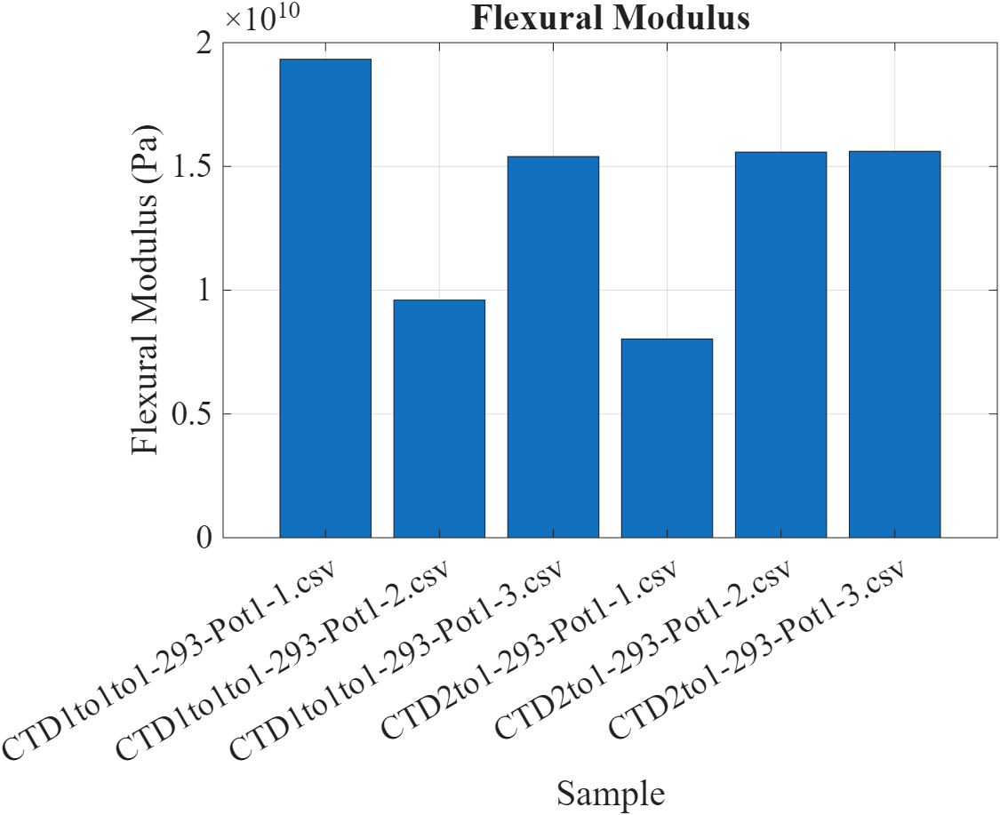 Flexural Modulus
×10^10
Flexural Modulus (Pa)
2
1.5
1
0.5
0
CTD1to1to1-293-Pot1-1.csv
CTD1to1to1-293-Pot1-2.csv
CTD1to1to1-293-Pot1-3.csv
CTD2to1-293-Pot1-1.csv
CTD2to1-293-Pot1-2.csv
CTD2to1-293-Pot1-3.csv
Sample